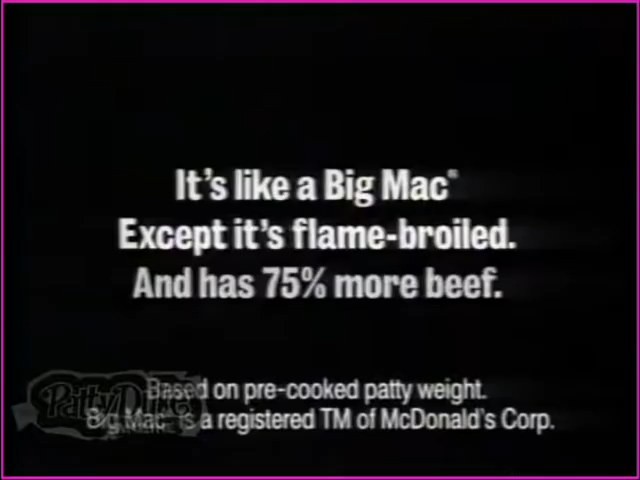 It's like a Big Mac®
Except it's flame-broiled.
And has 75% more beef.
Based on pre-cooked patty weight.
Big Mac is a registered TM of McDonald's Corp.